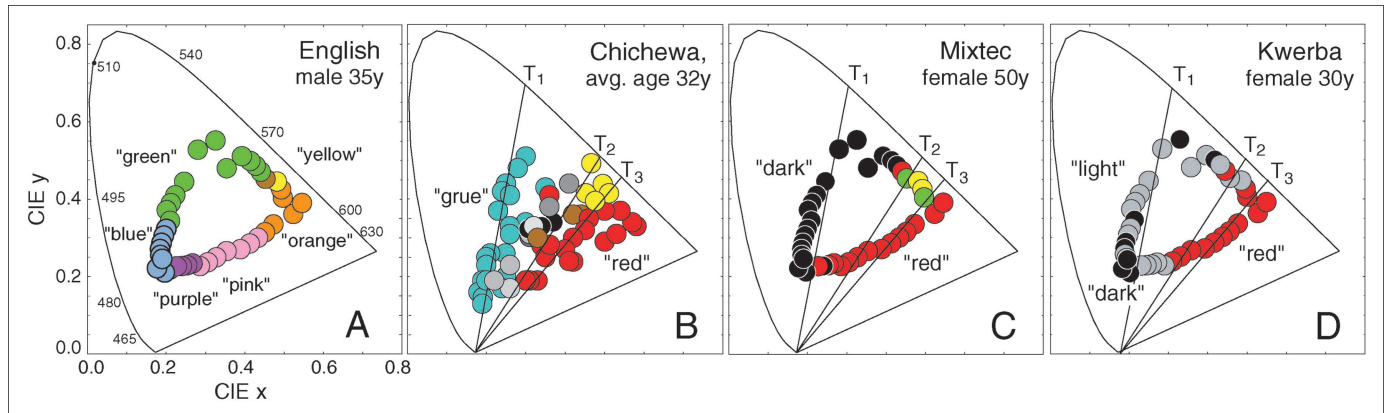 0.8
0.6
0.4
0.2
0.0
CIE y
0.0 0.2 0.4 0.6 0.8
CIE x
English
male 35y
510
540
570
600
630
495
480
465
"green"
"yellow"
"blue"
"orange"
"purple"
"pink"
A
Chichewa,
avg. age 32y
T1
T2
T3
"grue"
"red"
B
Mixtec
female 50y
T1
T2
T3
"dark"
"red"
C
Kwerba
female 30y
T1
T2
T3
"light"
"red"
"dark"
D